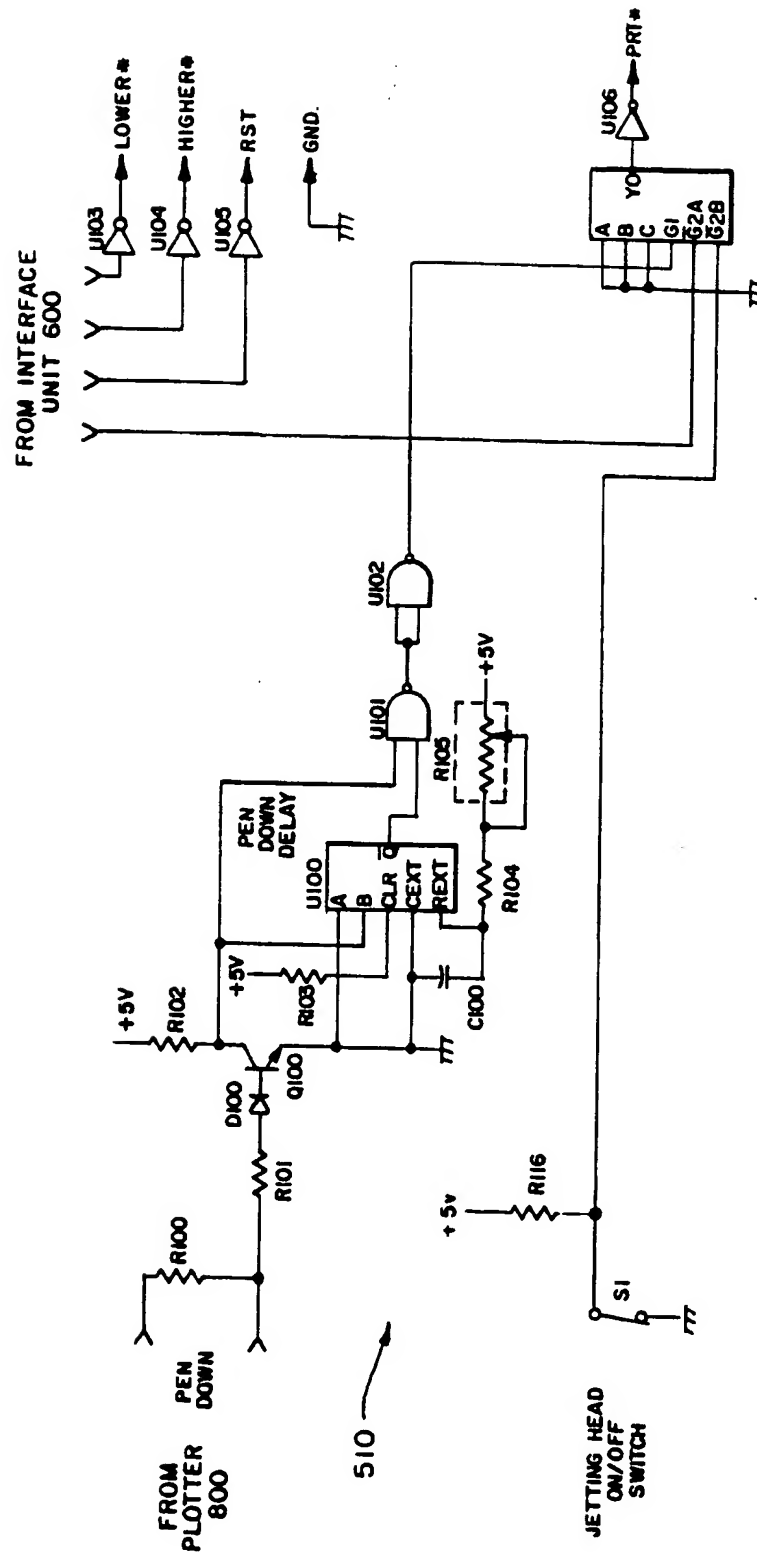 FROM INTERFACE
UNIT 600
U103
LOWER*
U104
HIGHER*
U105
RST
GND.
U106
PRT*
Y0
A
B
C
G1
G2A
G2B
U102
U101
+5V
R105
R104
PEN
DOWN
DELAY
U100
A
B
CLR
CEXT
REXT
Q
+5V
R102
+5V
R103
C100
D100
Q100
R101
R100
PEN
DOWN
FROM
PLOTTER
800
510
+5v
R116
S1
JETTING HEAD
ON/OFF
SWITCH